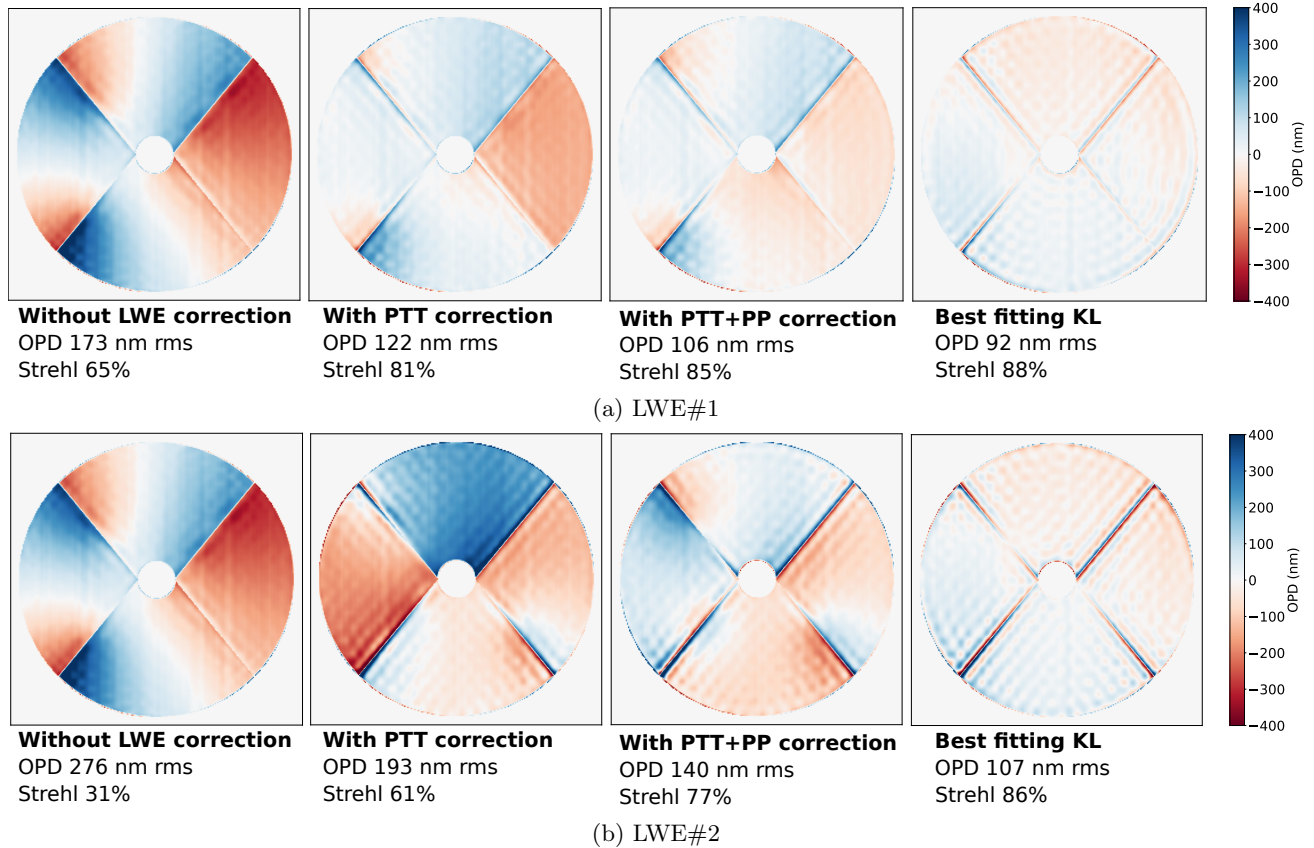 400
300
200
100
0
−100
−200
−300
−400
OPD (nm)
Without LWE correction
OPD 173 nm rms
Strehl 65%
With PTT correction
OPD 122 nm rms
Strehl 81%
With PTT+PP correction
OPD 106 nm rms
Strehl 85%
Best fitting KL
OPD 92 nm rms
Strehl 88%
(a) LWE#1
400
300
200
100
0
−100
−200
−300
−400
OPD (nm)
Without LWE correction
OPD 276 nm rms
Strehl 31%
With PTT correction
OPD 193 nm rms
Strehl 61%
With PTT+PP correction
OPD 140 nm rms
Strehl 77%
Best fitting KL
OPD 107 nm rms
Strehl 86%
(b) LWE#2